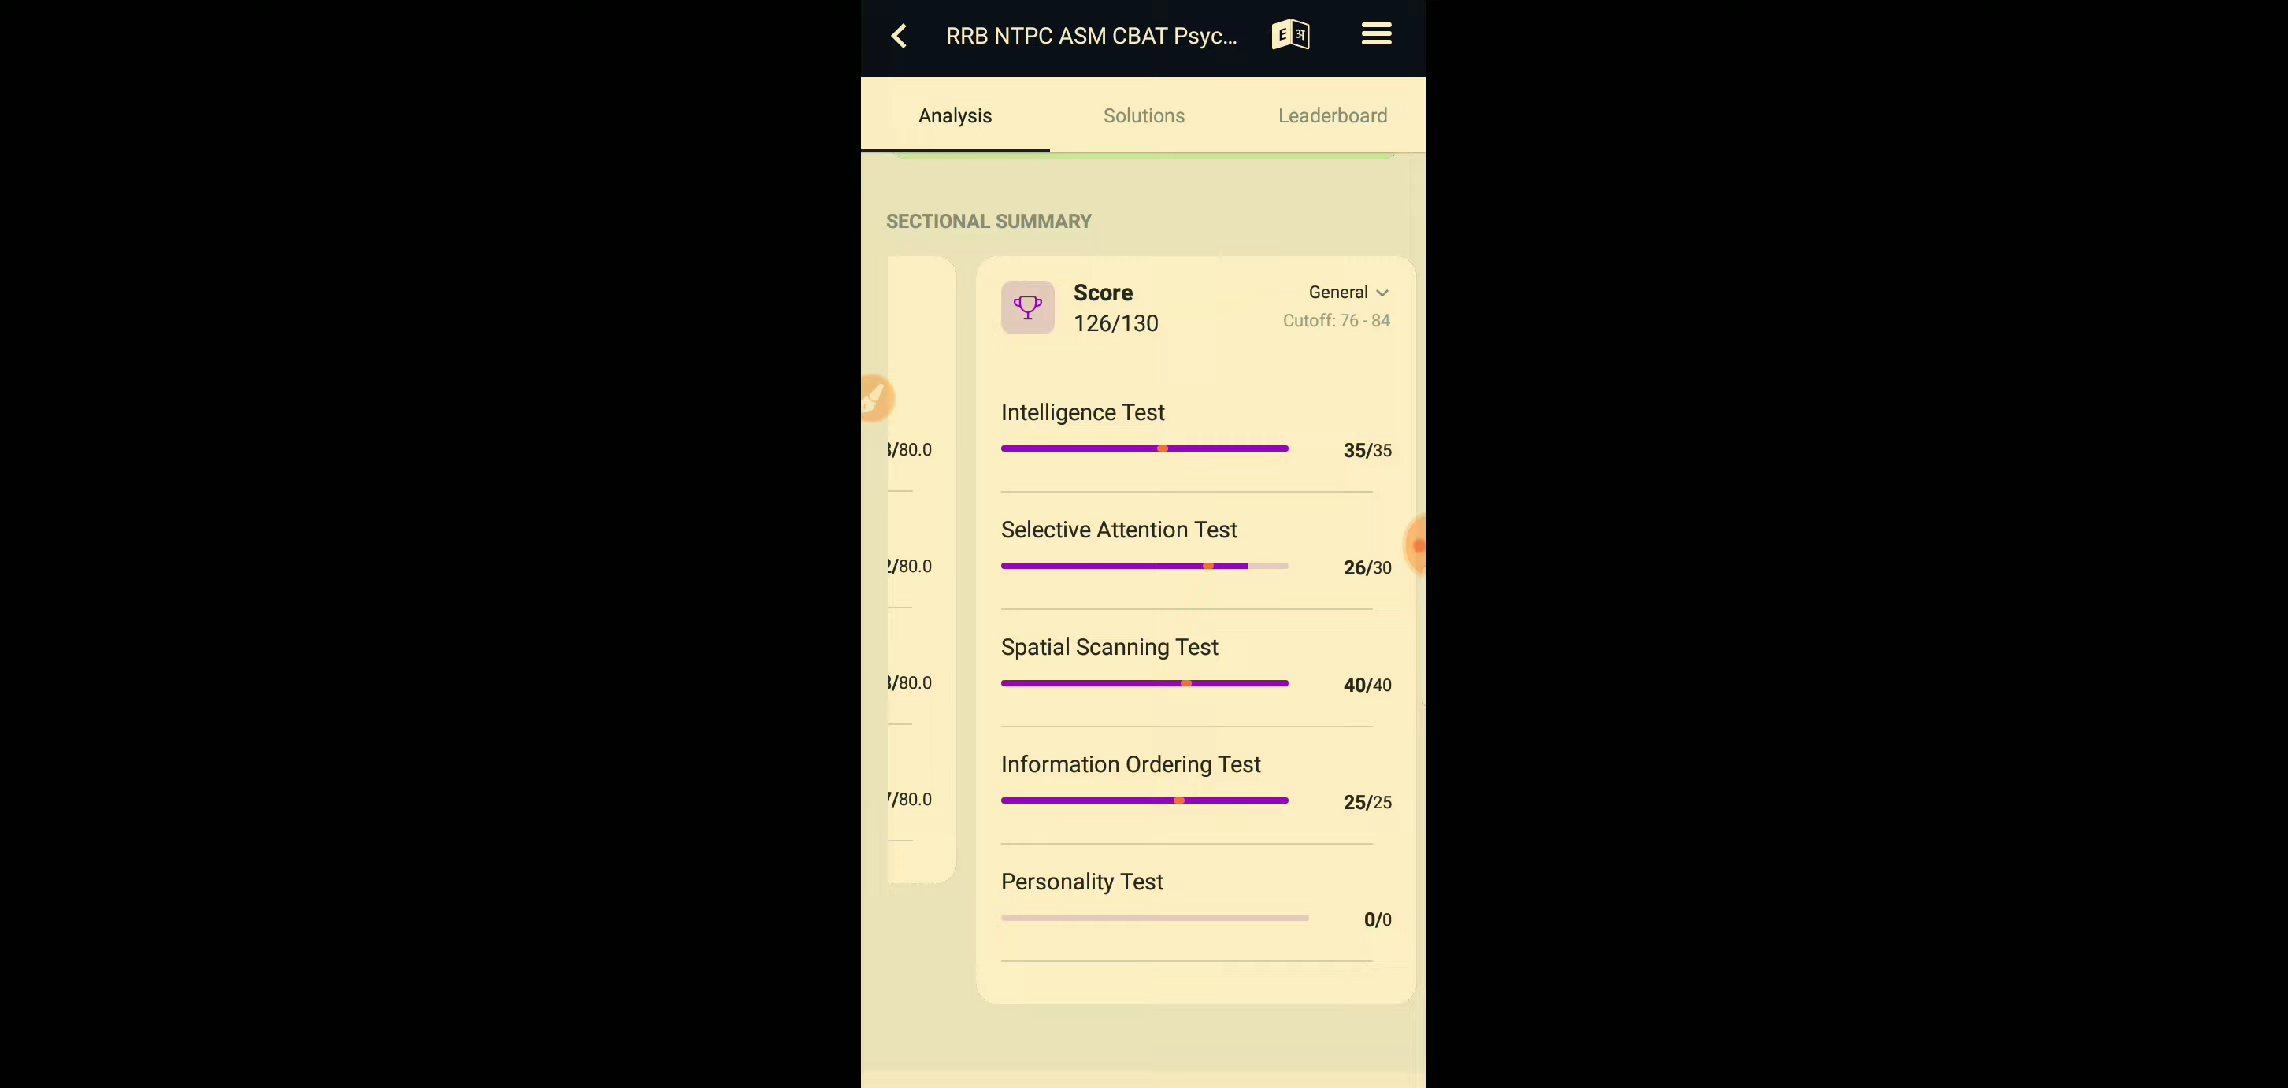 RRB NTPC ASM CBAT Psyc...
E अ
Analysis
Solutions
Leaderboard
SECTIONAL SUMMARY
Score
126/130
General
Cutoff: 76 - 84
Intelligence Test
35/35
/80.0
Selective Attention Test
26/30
/80.0
Spatial Scanning Test
40/40
/80.0
Information Ordering Test
25/25
/80.0
Personality Test
0/0